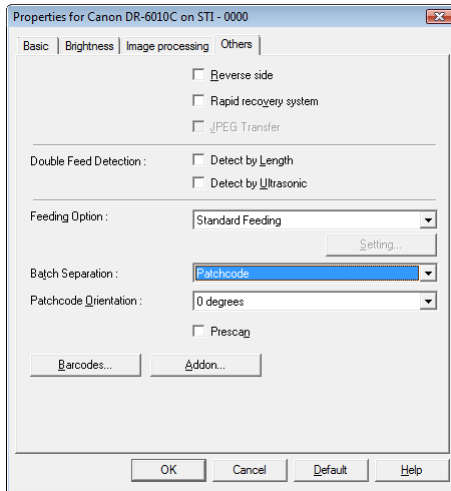 Properties for Canon DR-6010C on STI - 0000
Basic Brightness Image processing Others
Reverse side
Rapid recovery system
JPEG Transfer
Double Feed Detection : Detect by Length
Detect by Ultrasonic
Feeding Option : Standard Feeding
Setting...
Batch Separation : Patchcode
Patchcode Orientation : 0 degrees
Prescan
Barcodes... Addon...
OK Cancel Default Help